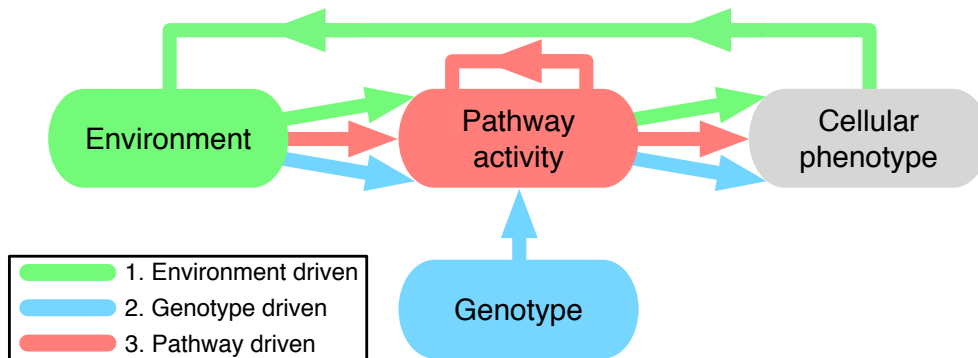 Environment
Pathway
activity
Cellular
phenotype
Genotype
1. Environment driven
2. Genotype driven
3. Pathway driven